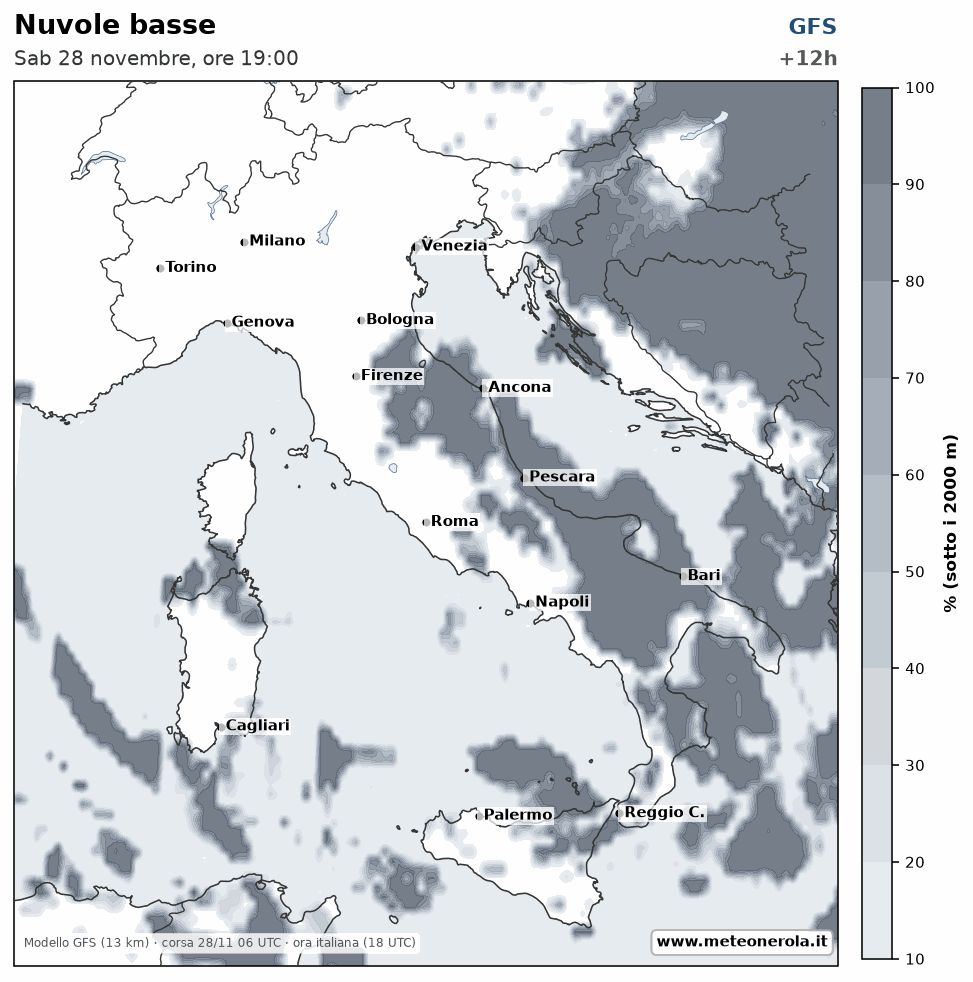 Nuvole basse
GFS
Sab 28 novembre, ore 19:00
+12h
Milano
Venezia
Torino
Genova
Bologna
Firenze
Ancona
Pescara
Roma
Bari
Napoli
Cagliari
Palermo
Reggio C.
Modello GFS (13 km) · corsa 28/11 06 UTC · ora italiana (18 UTC)
www.meteonerola.it
100
90
80
70
60
50
40
30
20
10
% (sotto i 2000 m)